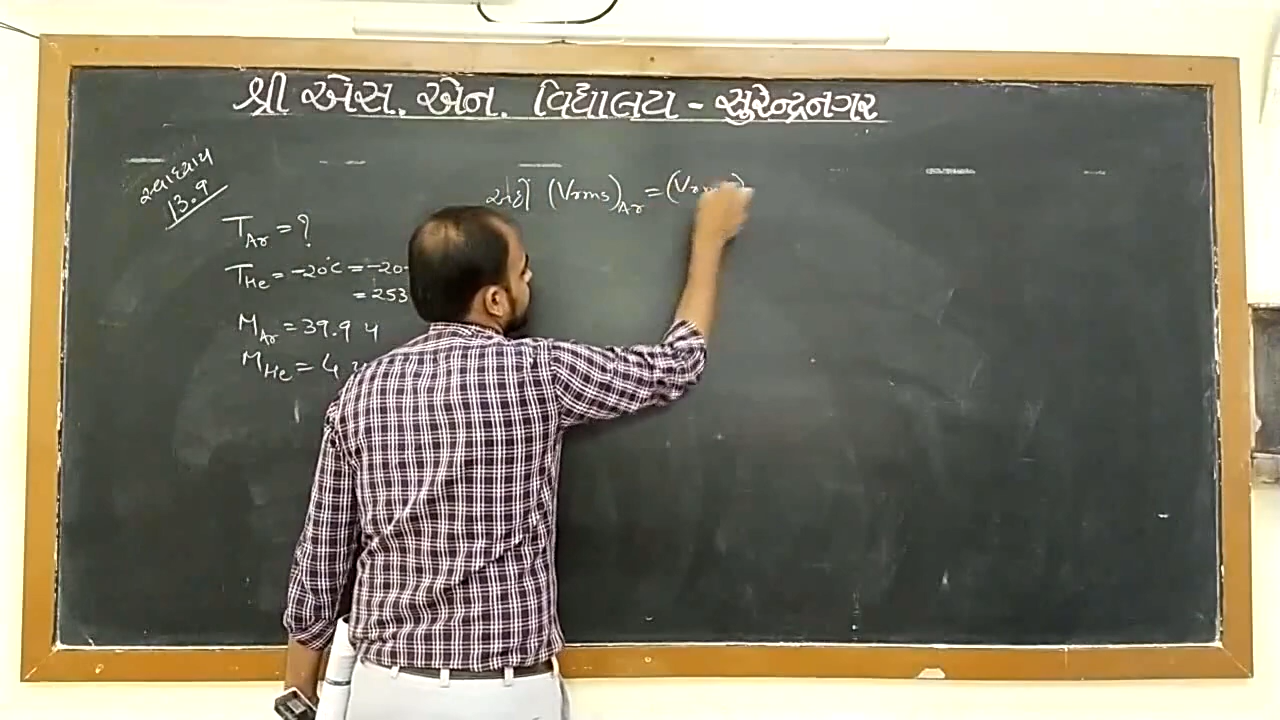 શ્રી એસ. એન. વિદ્યાલય - સુરેન્દ્રનગર
સ્વાધ્યાય
13.9
T_Ar = ?
T_He = -20°C = -20
= 253
M_Ar = 39.9 u
M_He = 4
અહીં (Vrms)_Ar = (Vrms)